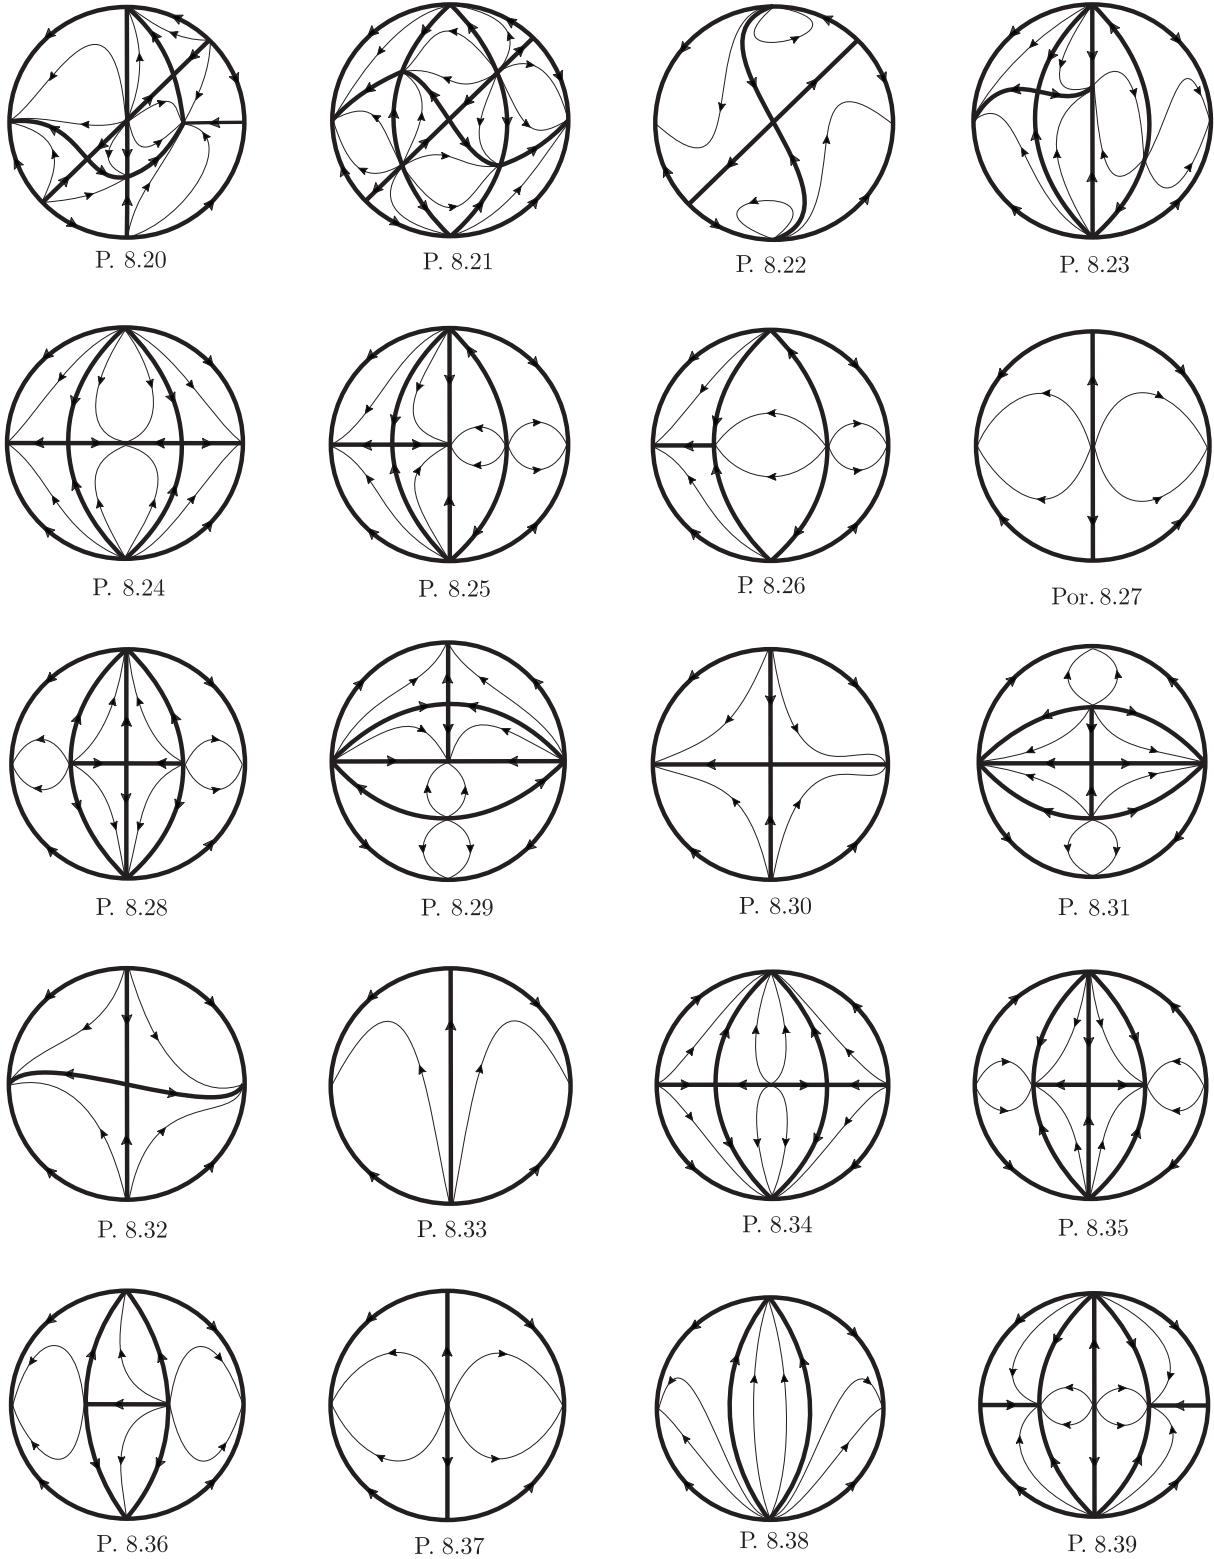 P. 8.20
P. 8.21
P. 8.22
P. 8.23
P. 8.24
P. 8.25
P. 8.26
Por. 8.27
P. 8.28
P. 8.29
P. 8.30
P. 8.31
P. 8.32
P. 8.33
P. 8.34
P. 8.35
P. 8.36
P. 8.37
P. 8.38
P. 8.39